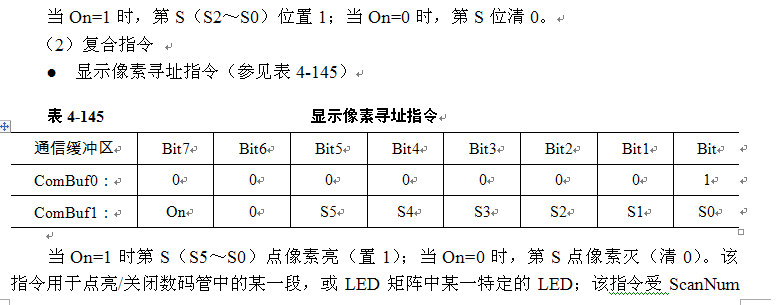 当 On=1 时，第 S（S2～S0）位置 1；当 On=0 时，第 S 位清 0。
（2）复合指令
● 显示像素寻址指令（参见表 4-145）
表 4-145 显示像素寻址指令
通信缓冲区 Bit7 Bit6 Bit5 Bit4 Bit3 Bit2 Bit1 Bit
ComBuf0： 0 0 0 0 0 0 0 1
ComBuf1： On 0 S5 S4 S3 S2 S1 S0
当 On=1 时第 S（S5～S0）点像素亮（置 1）；当 On=0 时，第 S 点像素灭（清 0）。该
指令用于点亮/关闭数码管中的某一段，或 LED 矩阵中某一特定的 LED；该指令受 ScanNum